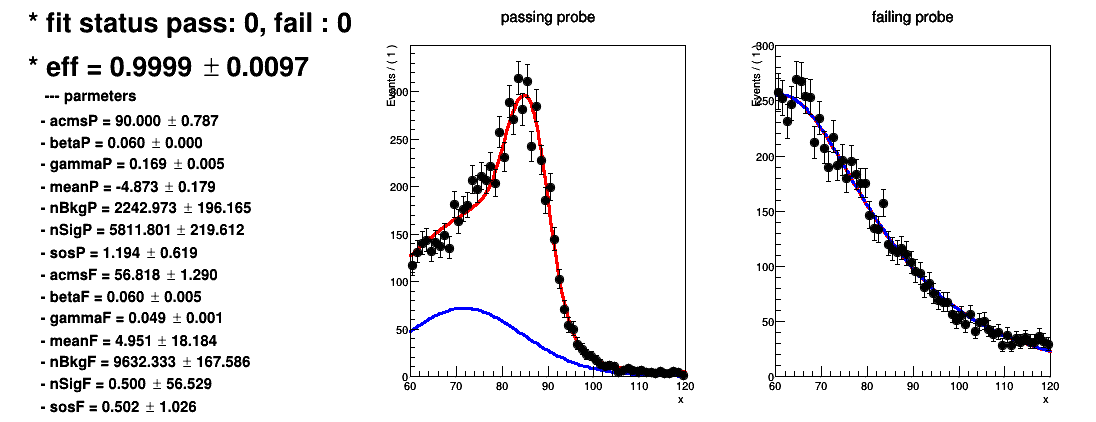 * fit status pass: 0, fail : 0
* eff = 0.9999 ± 0.0097
--- parmeters
- acmsP = 90.000 ± 0.787
- betaP = 0.060 ± 0.000
- gammaP = 0.169 ± 0.005
- meanP = -4.873 ± 0.179
- nBkgP = 2242.973 ± 196.165
- nSigP = 5811.801 ± 219.612
- sosP = 1.194 ± 0.619
- acmsF = 56.818 ± 1.290
- betaF = 0.060 ± 0.005
- gammaF = 0.049 ± 0.001
- meanF = 4.951 ± 18.184
- nBkgF = 9632.333 ± 167.586
- nSigF = 0.500 ± 56.529
- sosF = 0.502 ± 1.026
passing probe
Events / ( 1 )
300
250
200
150
100
50
0
60 70 80 90 100 110 120
x
failing probe
Events / ( 1 )
300
250
200
150
100
50
0
60 70 80 90 100 110 120
x